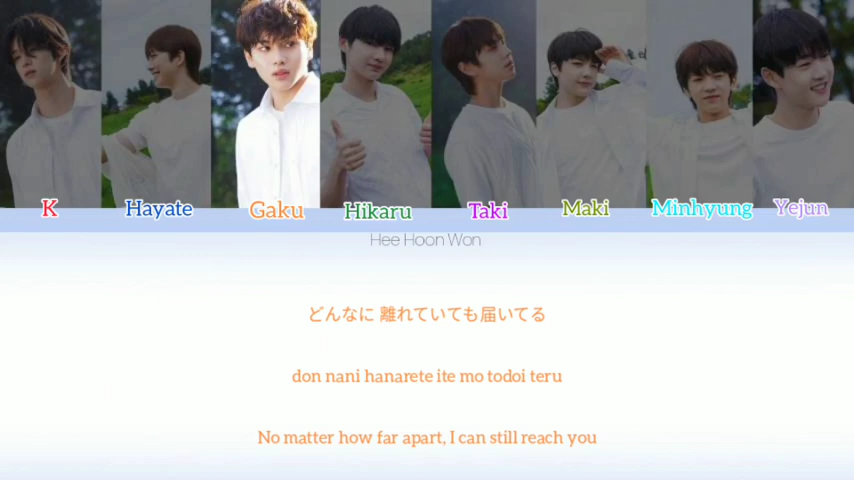 K Hayate Gaku Hikaru Taki Maki Minhyung Yejun
Hee Hoon Won
どんなに 離れていても届いてる
don nani hanarete ite mo todoi teru
No matter how far apart, I can still reach you